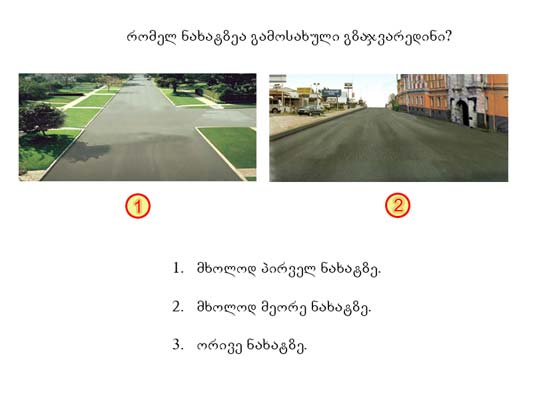 რომელ ნახატზეა გამოსახული გზაჯვარედინი?
1
2
1. მხოლოდ პირველ ნახატზე.
2. მხოლოდ მეორე ნახატზე.
3. ორივე ნახატზე.